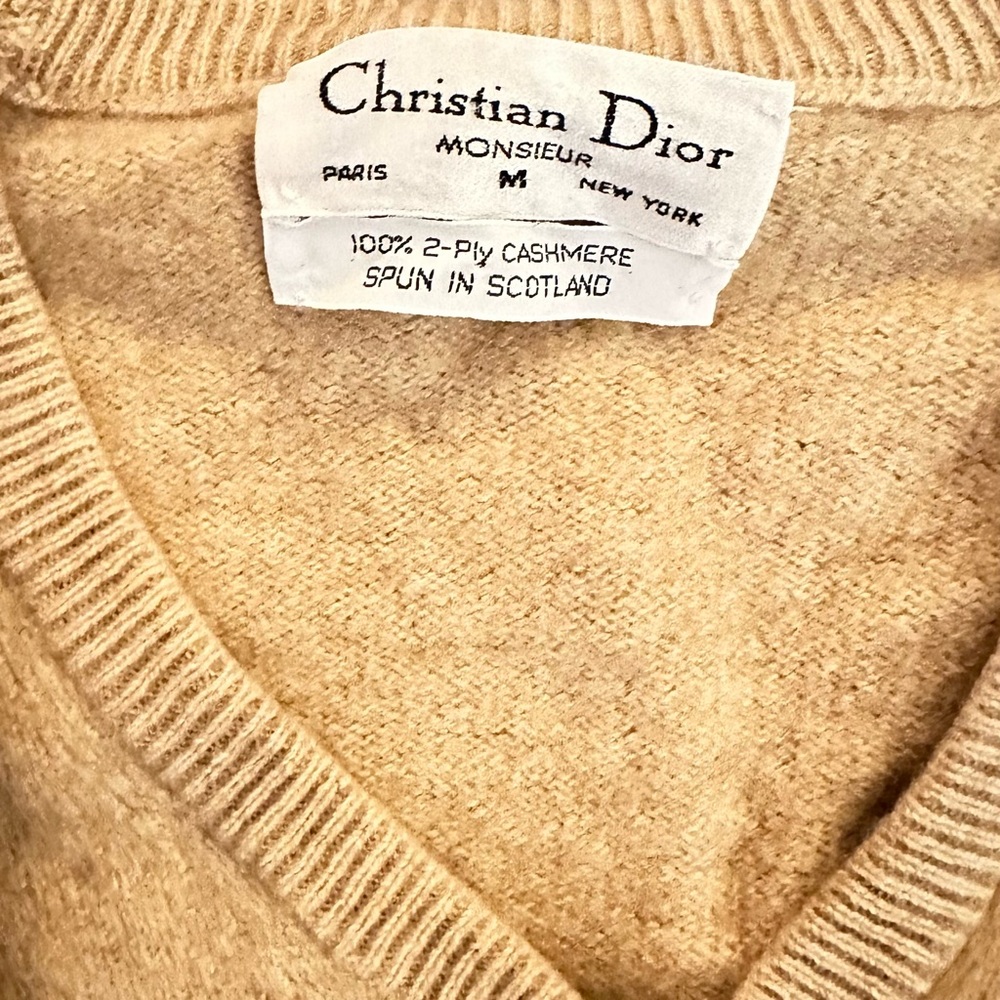 Christian Dior
MONSIEUR
PARIS M NEW YORK
100% 2-Ply CASHMERE
SPUN IN SCOTLAND